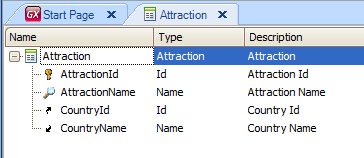 GX Start Page X Attraction X
Name Type Description
Attraction Attraction Attraction
AttractionId Id Attraction Id
AttractionName Name Attraction Name
CountryId Id Country Id
CountryName Name Country Name